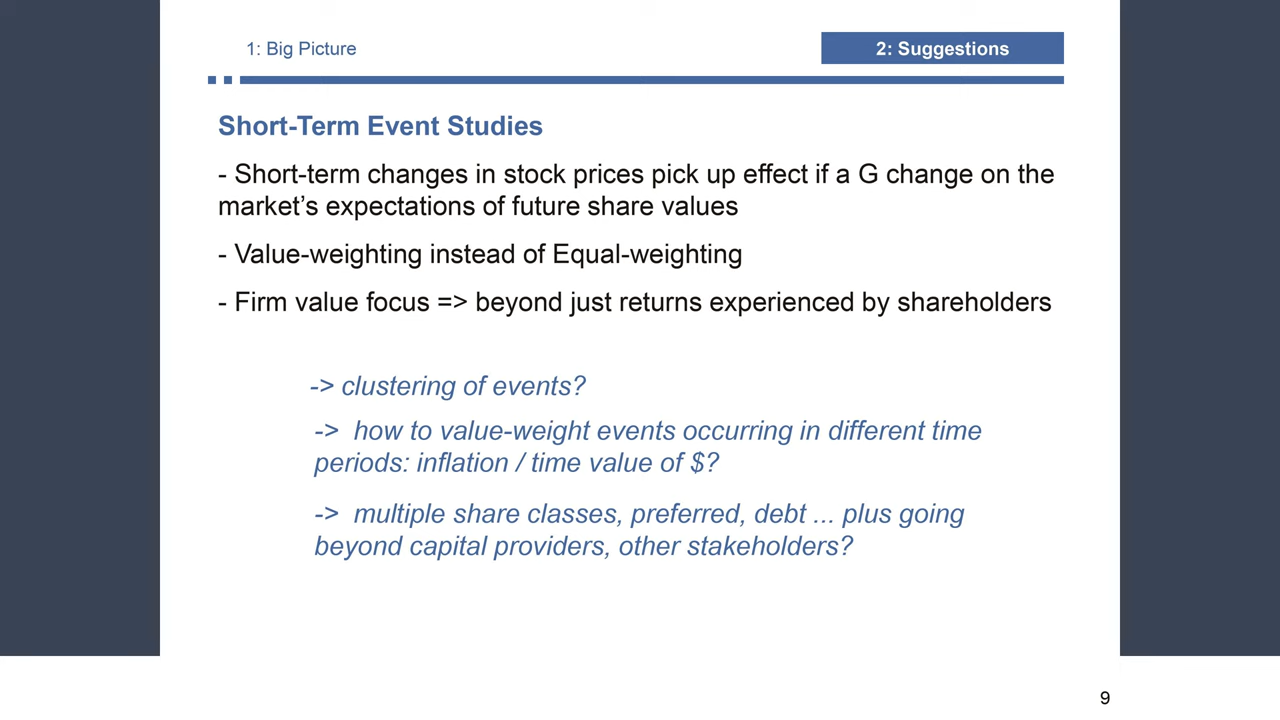 1: Big Picture
2: Suggestions
Short-Term Event Studies
- Short-term changes in stock prices pick up effect if a G change on the
market’s expectations of future share values
- Value-weighting instead of Equal-weighting
- Firm value focus => beyond just returns experienced by shareholders
-> clustering of events?
-> how to value-weight events occurring in different time
periods: inflation / time value of $?
-> multiple share classes, preferred, debt ... plus going
beyond capital providers, other stakeholders?
9